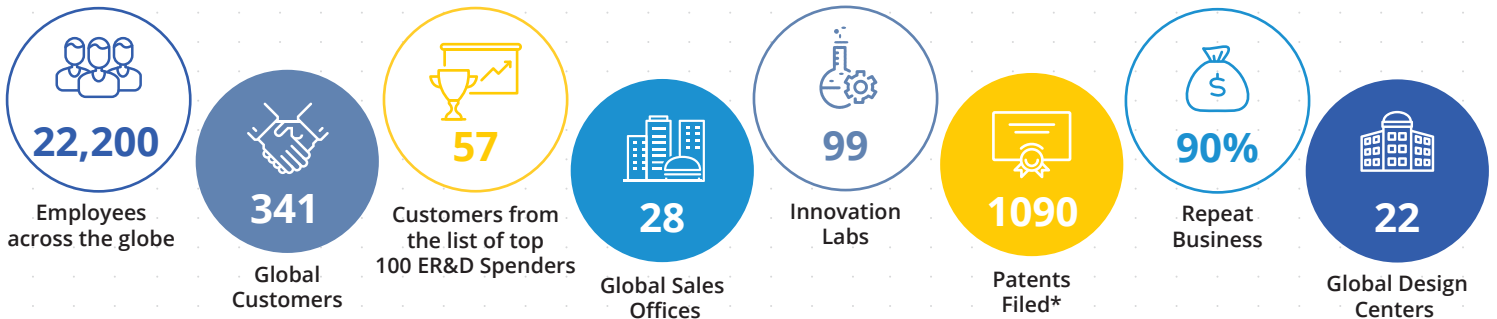 22,200
Employees
across the globe
341
Global
Customers
57
Customers from
the list of top
100 ER&D Spenders
28
Global Sales
Offices
99
Innovation
Labs
1090
Patents
Filed*
$
90%
Repeat
Business
22
Global Design
Centers